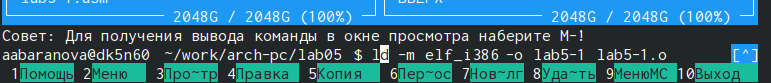 lab5-1.asm ВВЕРХ
2048G / 2048G (100%) 2048G / 2048G (100%)
Совет: Для получения вывода команды в окне просмотра наберите M-!
aabaranova@dk5n60 ~/work/arch-pc/lab05 $ ld -m elf_i386 -o lab5-1 lab5-1.o [^]
1Помощь 2Меню 3Про~тр 4Правка 5Копия 6Пер~ос 7Нов~лг 8Уда~ть 9МенюMC 10Выход